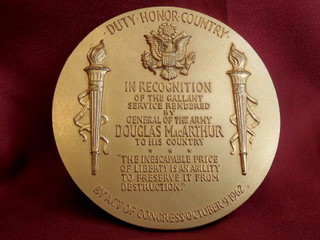 DUTY·HONOR·COUNTRY
IN RECOGNITION
OF THE GALLANT
SERVICE RENDERED
BY
GENERAL OF THE ARMY
DOUGLAS MACARTHUR
TO HIS COUNTRY
* * *
"THE INESCAPABLE PRICE
OF LIBERTY IS AN ABILITY
TO PRESERVE IT FROM
DESTRUCTION."
BY ACT OF CONGRESS OCTOBER 9, 1962